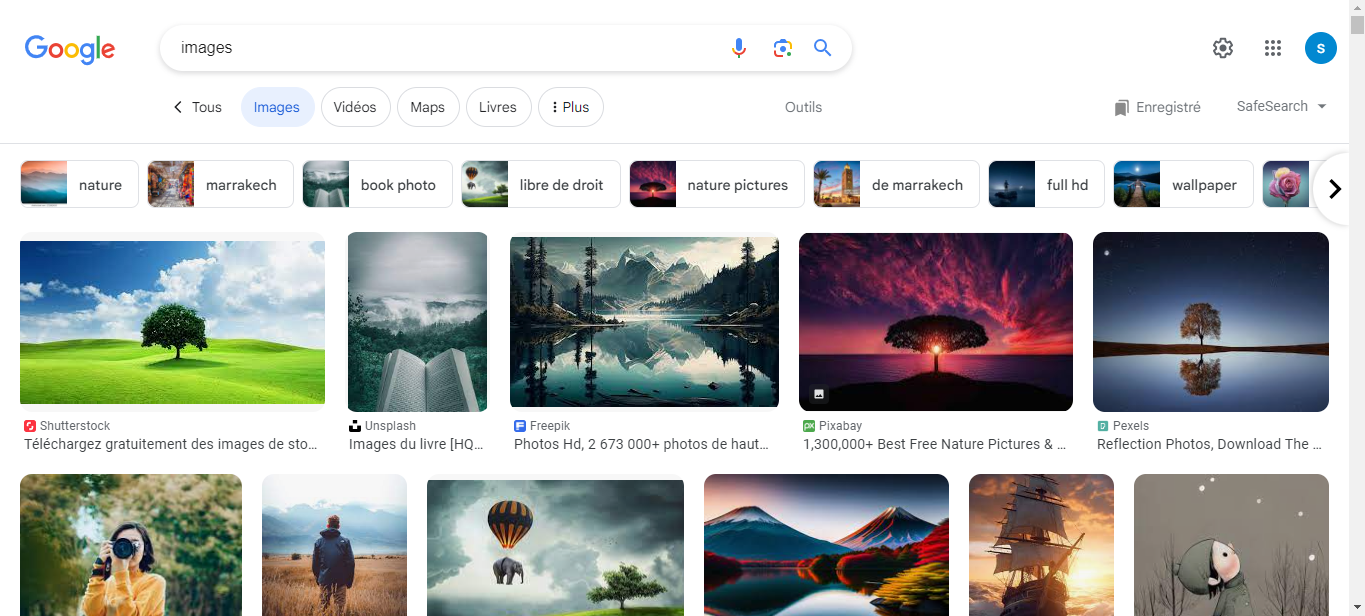 Google
images
S
Tous
Images
Vidéos
Maps
Livres
Plus
Outils
Enregistré
SafeSearch
nature
marrakech
book photo
libre de droit
nature pictures
de marrakech
full hd
wallpaper
Shutterstock
Téléchargez gratuitement des images de sto...
Unsplash
Images du livre [HQ...
Freepik
Photos Hd, 2 673 000+ photos de haut...
Pixabay
1,300,000+ Best Free Nature Pictures & ...
Pexels
Reflection Photos, Download The ...